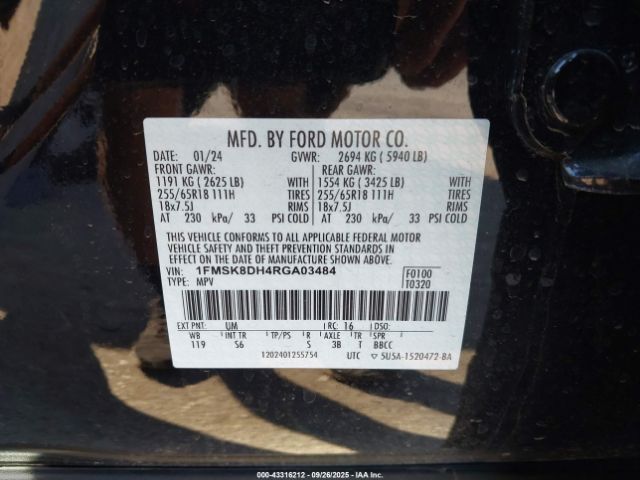 MFD. BY FORD MOTOR CO.
DATE: 01/24 GVWR: 2694 KG ( 5940 LB)
FRONT GAWR: REAR GAWR:
1191 KG ( 2625 LB) WITH 1554 KG ( 3425 LB) WITH
255/65R18 111H TIRES 255/65R18 111H TIRES
18x7.5J RIMS 18x7.5J RIMS
AT 230 kPa/ 33 PSI COLD AT 230 kPa/ 33 PSI COLD
THIS VEHICLE CONFORMS TO ALL APPLICABLE FEDERAL MOTOR
VEHICLE SAFETY AND THEFT PREVENTION STANDARDS IN
EFFECT ON THE DATE OF MANUFACTURE SHOWN ABOVE.
VIN: 1FMSK8DH4RGA03484 F0100
TYPE: MPV T0320
EXT PNT: UM RC: 16 DSO:
WB INT TR TP/PS R AXLE TR SPR
119 S6 S 3B T BBCC
1202401255754 UTC 5U5A-1520472-BA
000-43316212 - 09/26/2025 - IAA Inc.